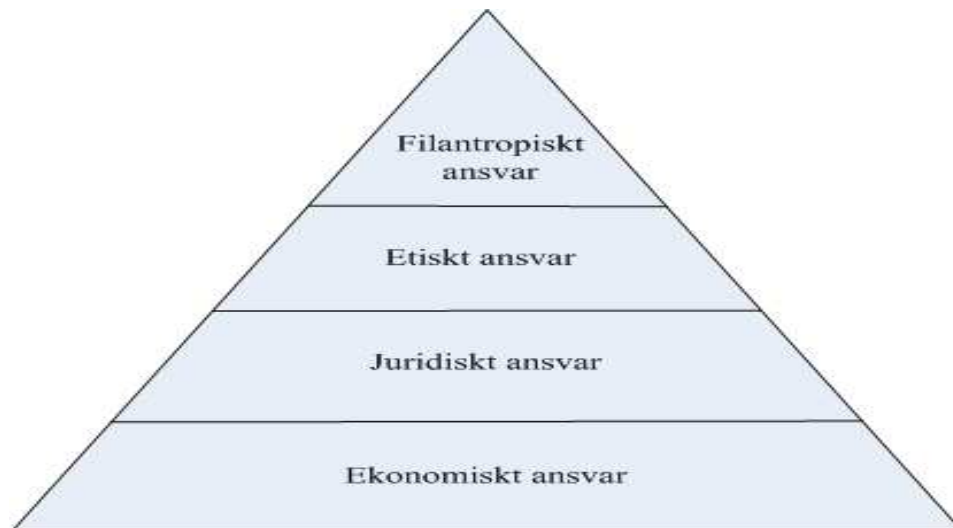 Filantropiskt
ansvar
Etiskt ansvar
Juridiskt ansvar
Ekonomiskt ansvar